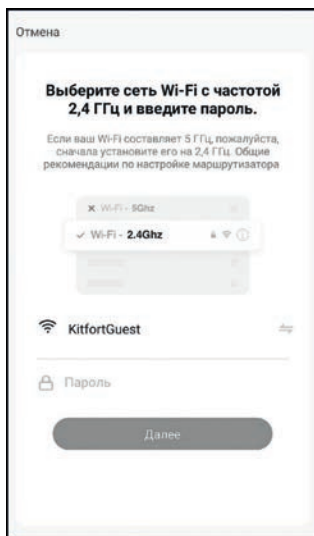 Отмена
Выберите сеть Wi-Fi с частотой
2,4 ГГц и введите пароль.
Если ваш Wi-Fi составляет 5 ГГц, пожалуйста,
сначала установите его на 2,4 ГГц. Общие
рекомендации по настройке маршрутизатора
Wi-Fi - 5Ghz
Wi-Fi - 2.4Ghz
KitfortGuest
Пароль
Далее